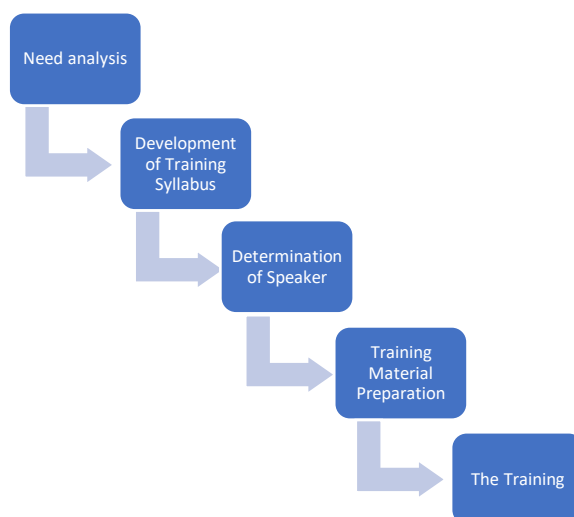 Need analysis
Development
of Training
Syllabus
Determination
of Speaker
Training
Material
Preparation
The Training